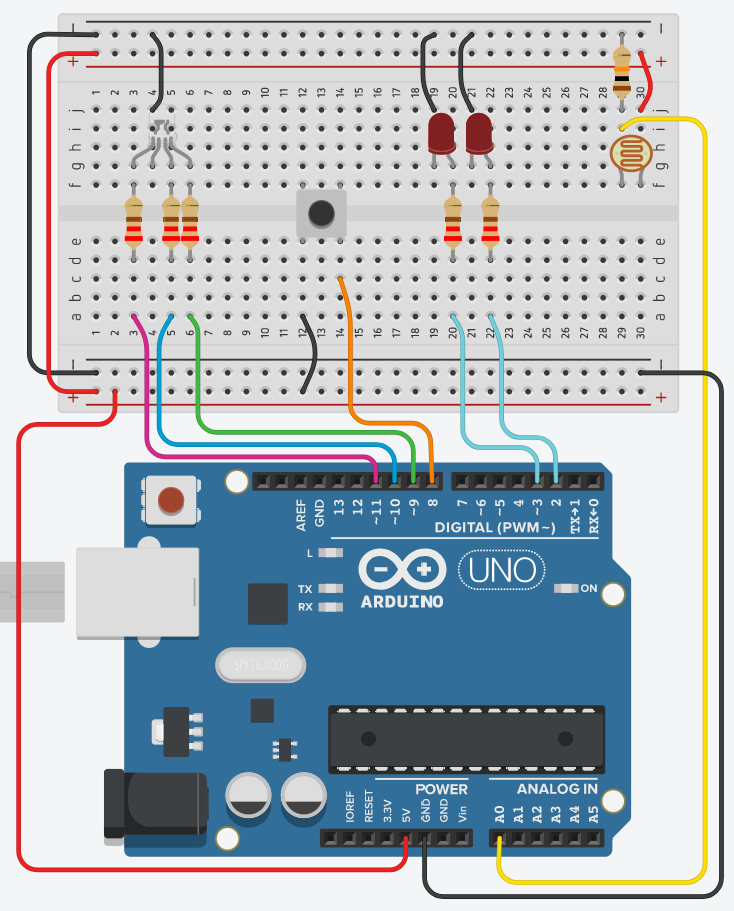 - -
+ +
1 2 3 4 5 6 7 8 9 10 11 12 13 14 15 16 17 18 19 20 21 22 23 24 25 26 27 28 29 30
j j
i i
h h
g g
f f
e e
d d
c c
b b
a a
1 2 3 4 5 6 7 8 9 10 11 12 13 14 15 16 17 18 19 20 21 22 23 24 25 26 27 28 29 30
- -
+ +
AREF GND 13 12 ~11 ~10 ~9 8 7 ~6 ~5 4 ~3 2 TX→1 RX←0
DIGITAL (PWM~)
L
TX
RX
ARDUINO
UNO
ON
SPK16.000G
POWER ANALOG IN
IOREF RESET 3.3V 5V GND GND Vin A0 A1 A2 A3 A4 A5